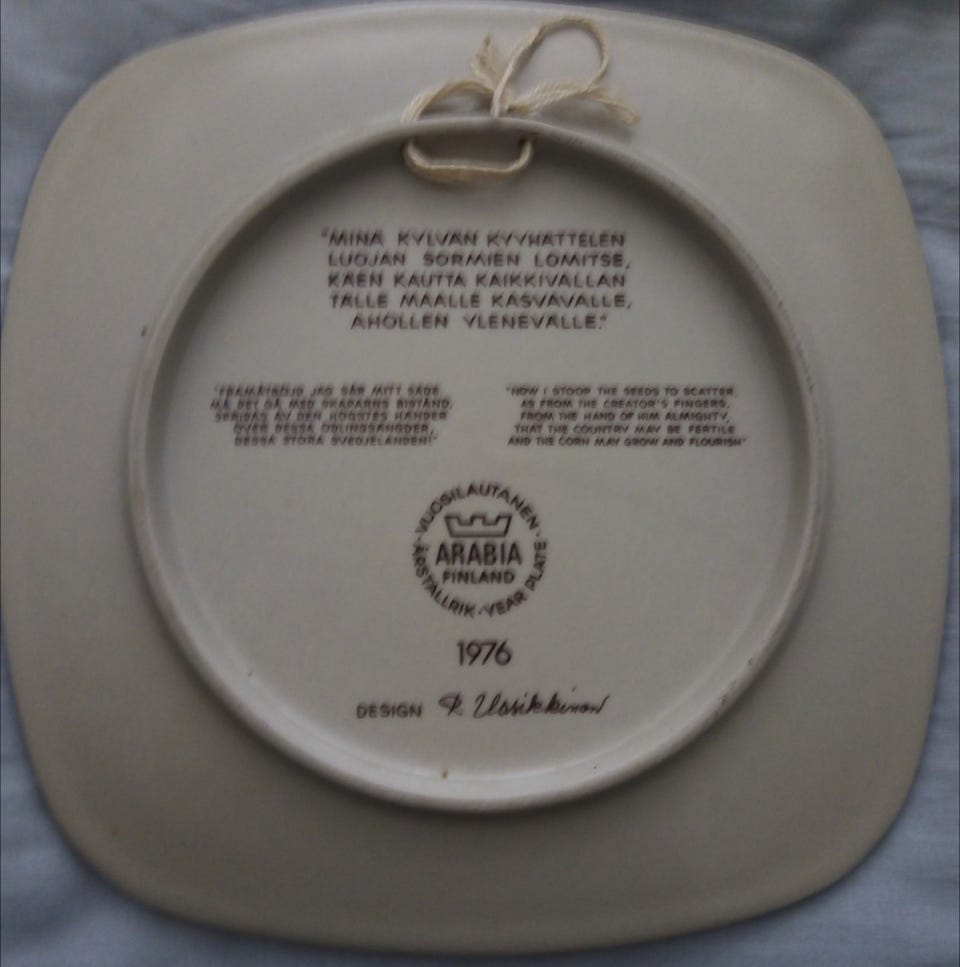 "MINÄ KYLVÄN KYYHÄTTELEN
LUOJAN SORMIEN LOMITSE,
KÄEN KAUTTA KAIKKIVALLAN
TÄLLE MAALLE KASVAVALLE,
AHOLLEN YLENEVÄLLE."
"FRAMÅTBÖJD JAG SÅR MITT SÄDE,
MÅ DET GÅ MED SKAPARNS BISTÅND,
SPRIDAS AV DEN HÖGSTES HÄNDER
ÖVER DESSA ODLINGSÄNGDER,
DESSA STORA SVEDJELANDEN!"
"NOW I STOOP THE SEEDS TO SCATTER,
AS FROM THE CREATOR'S FINGERS,
FROM THE HAND OF HIM ALMIGHTY,
THAT THE COUNTRY MAY BE FERTILE
AND THE CORN MAY GROW AND FLOURISH"
VUOSILAUTANEN · ÅRSTALLRIK · YEAR PLATE ·
ARABIA
FINLAND
1976
DESIGN R. Uosikkinen